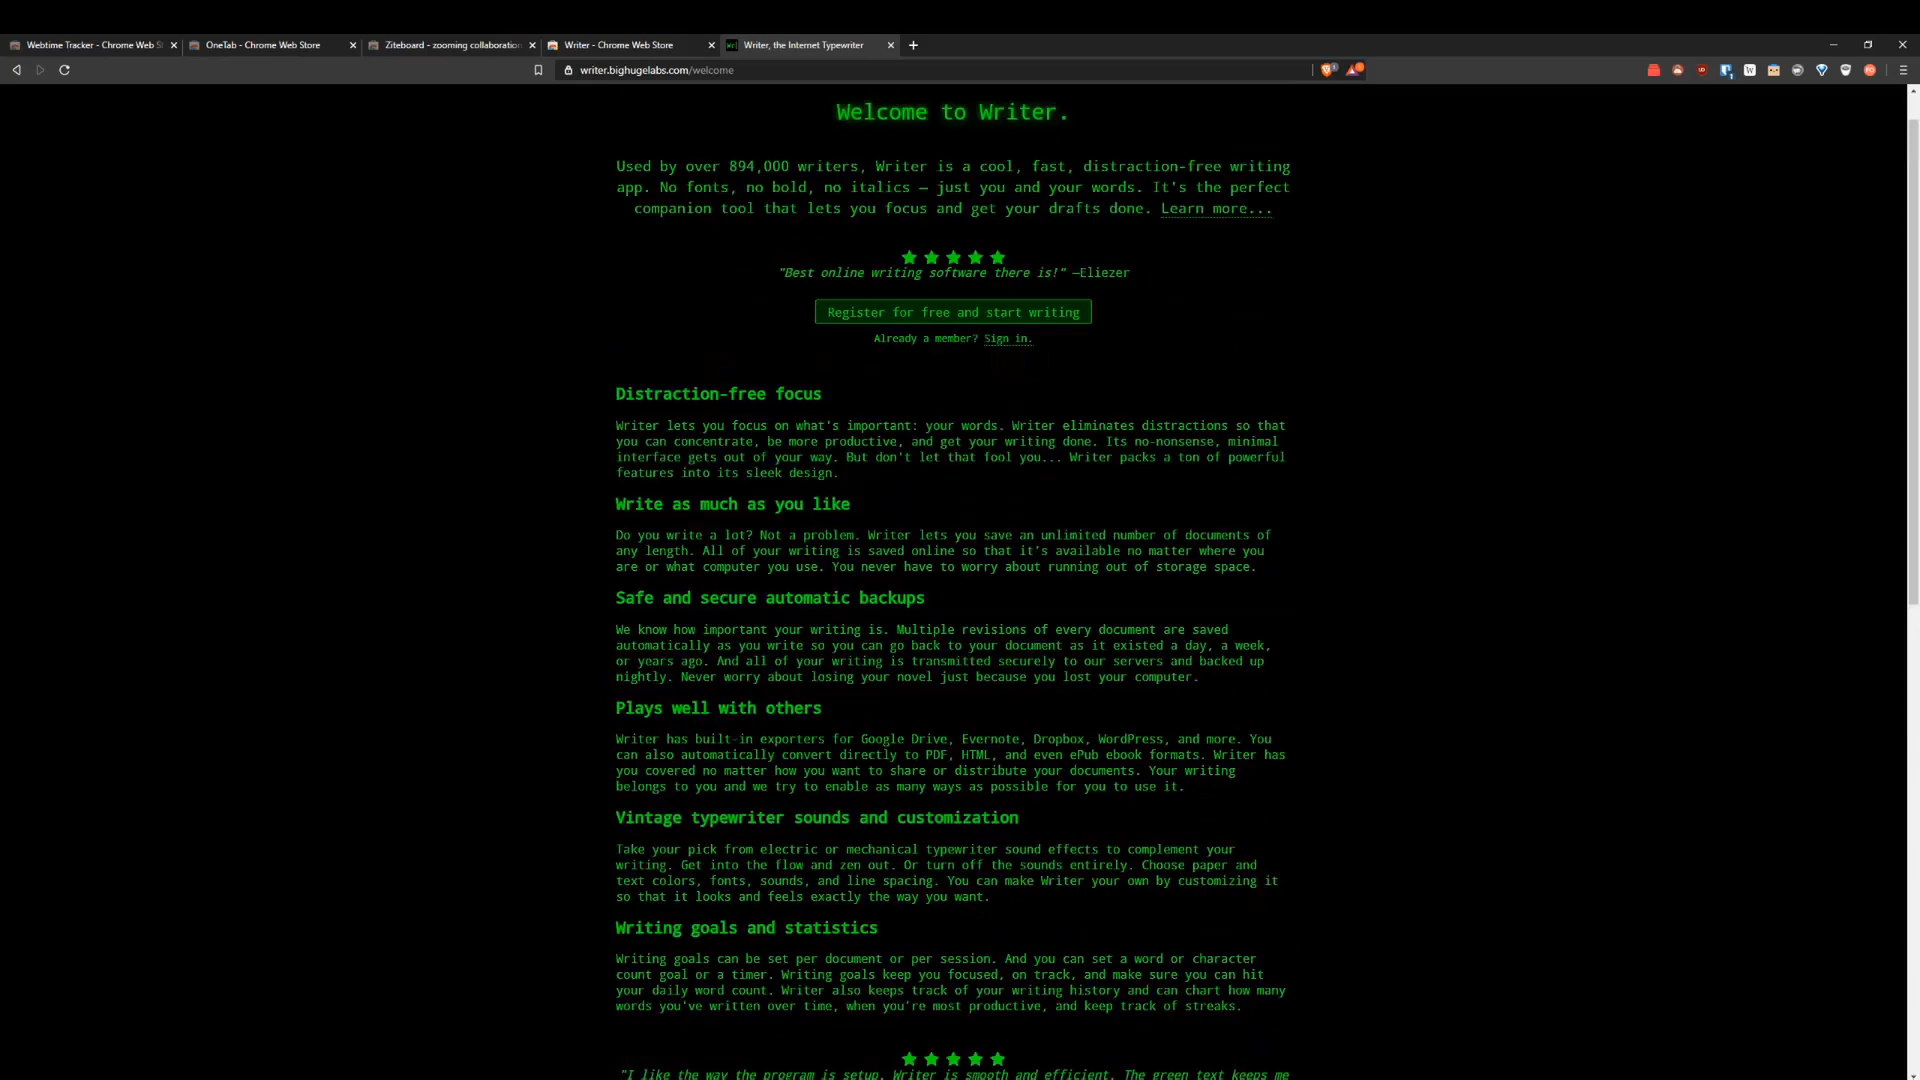 Webtime Tracker - Chrome Web S
OneTab - Chrome Web Store
Ziteboard - zooming collaboration
Writer - Chrome Web Store
Writer, the Internet Typewriter
writer.bighugelabs.com/welcome
Welcome to Writer.
Used by over 894,000 writers, Writer is a cool, fast, distraction-free writing
app. No fonts, no bold, no italics — just you and your words. It's the perfect
companion tool that lets you focus and get your drafts done. Learn more...
"Best online writing software there is!" —Eliezer
Register for free and start writing
Already a member? Sign in.
Distraction-free focus
Writer lets you focus on what's important: your words. Writer eliminates distractions so that
you can concentrate, be more productive, and get your writing done. Its no-nonsense, minimal
interface gets out of your way. But don't let that fool you... Writer packs a ton of powerful
features into its sleek design.
Write as much as you like
Do you write a lot? Not a problem. Writer lets you save an unlimited number of documents of
any length. All of your writing is saved online so that it's available no matter where you
are or what computer you use. You never have to worry about running out of storage space.
Safe and secure automatic backups
We know how important your writing is. Multiple revisions of every document are saved
automatically as you write so you can go back to your document as it existed a day, a week,
or years ago. And all of your writing is transmitted securely to our servers and backed up
nightly. Never worry about losing your novel just because you lost your computer.
Plays well with others
Writer has built-in exporters for Google Drive, Evernote, Dropbox, WordPress, and more. You
can also automatically convert directly to PDF, HTML, and even ePub ebook formats. Writer has
you covered no matter how you want to share or distribute your documents. Your writing
belongs to you and we try to enable as many ways as possible for you to use it.
Vintage typewriter sounds and customization
Take your pick from electric or mechanical typewriter sound effects to complement your
writing. Get into the flow and zen out. Or turn off the sounds entirely. Choose paper and
text colors, fonts, sounds, and line spacing. You can make Writer your own by customizing it
so that it looks and feels exactly the way you want.
Writing goals and statistics
Writing goals can be set per document or per session. And you can set a word or character
count goal or a timer. Writing goals keep you focused, on track, and make sure you can hit
your daily word count. Writer also keeps track of your writing history and can chart how many
words you've written over time, when you're most productive, and keep track of streaks.
"I like the way the program is setup. Writer is smooth and efficient. The green text keeps me